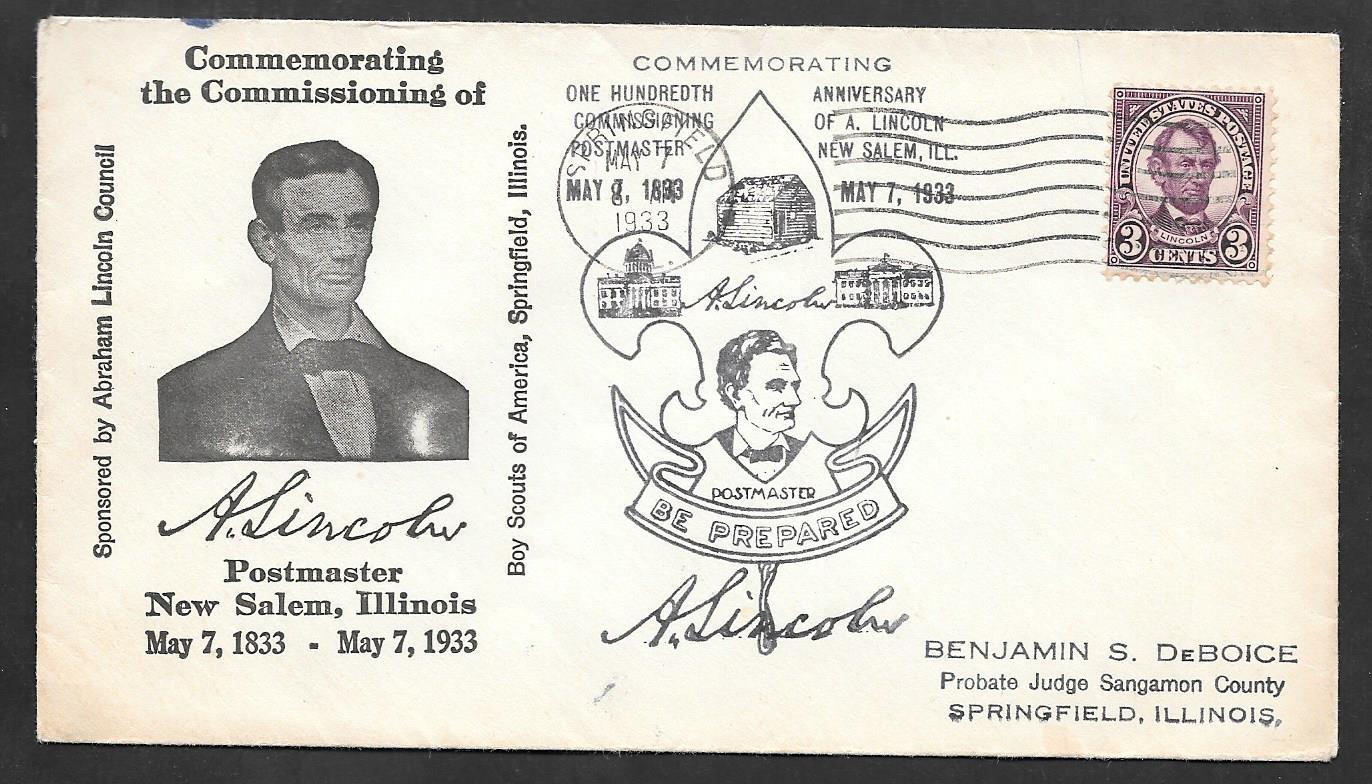 Commemorating
the Commissioning of
Sponsored by Abraham Lincoln Council
Boy Scouts of America, Springfield, Illinois.
A. Lincoln
Postmaster
New Salem, Illinois
May 7, 1833 - May 7, 1933
COMMEMORATING
ONE HUNDREDTH ANNIVERSARY
COMMISSIONING OF A. LINCOLN
POSTMASTER NEW SALEM, ILL.
MAY 7, 1833 MAY 7, 1933
SPRINGFIELD
MAY 7
1933
A. Lincoln
POSTMASTER
BE PREPARED
A. Lincoln
UNITED STATES POSTAGE
LINCOLN
3 CENTS 3
BENJAMIN S. DeBOICE
Probate Judge Sangamon County
SPRINGFIELD, ILLINOIS.